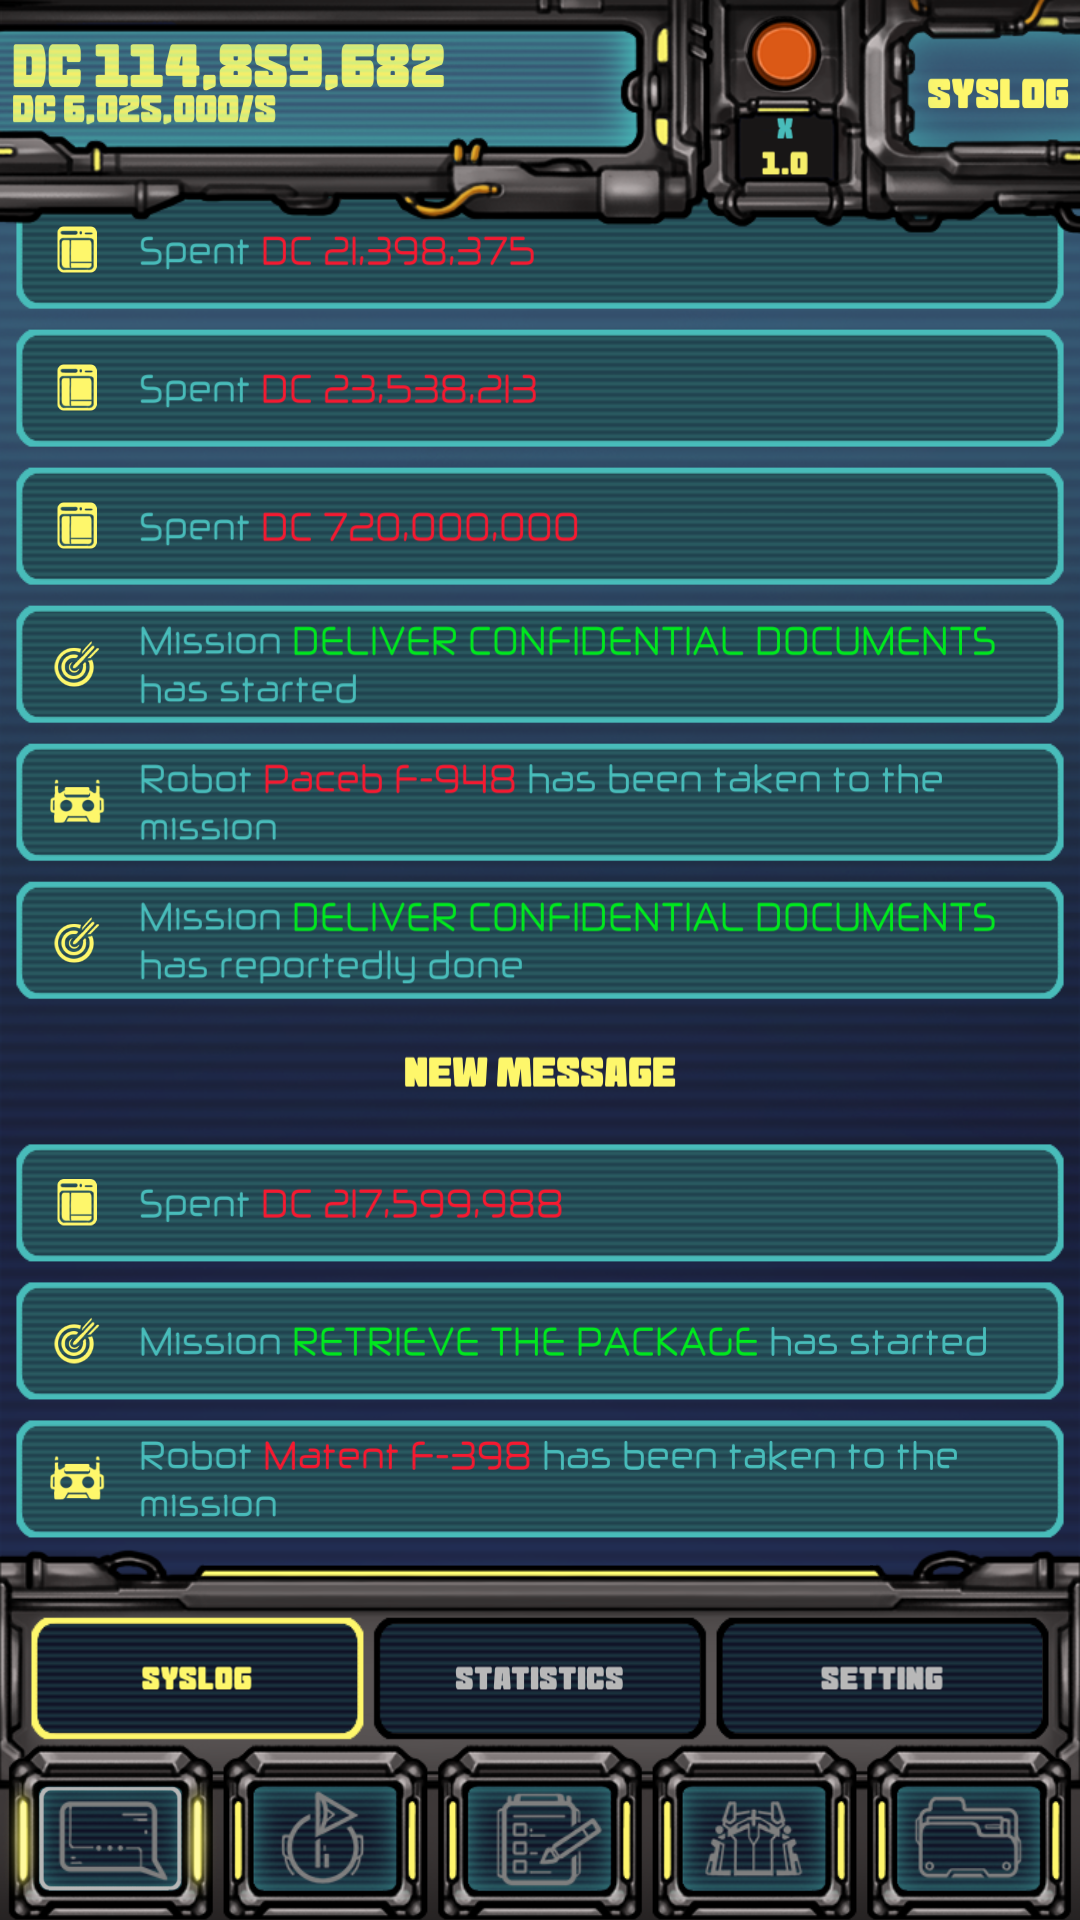 DC 114,859,682
DC 6,025,000/S
X
1.0
SYSLOG
Spent DC 21,398,375
Spent DC 23,538,213
Spent DC 720,000,000
Mission DELIVER CONFIDENTIAL DOCUMENTS
has started
Robot Paceb F-948 has been taken to the
mission
Mission DELIVER CONFIDENTIAL DOCUMENTS
has reportedly done
NEW MESSAGE
Spent DC 217,599,988
Mission RETRIEVE THE PACKAGE has started
Robot Matent F-398 has been taken to the
mission
SYSLOG
STATISTICS
SETTING